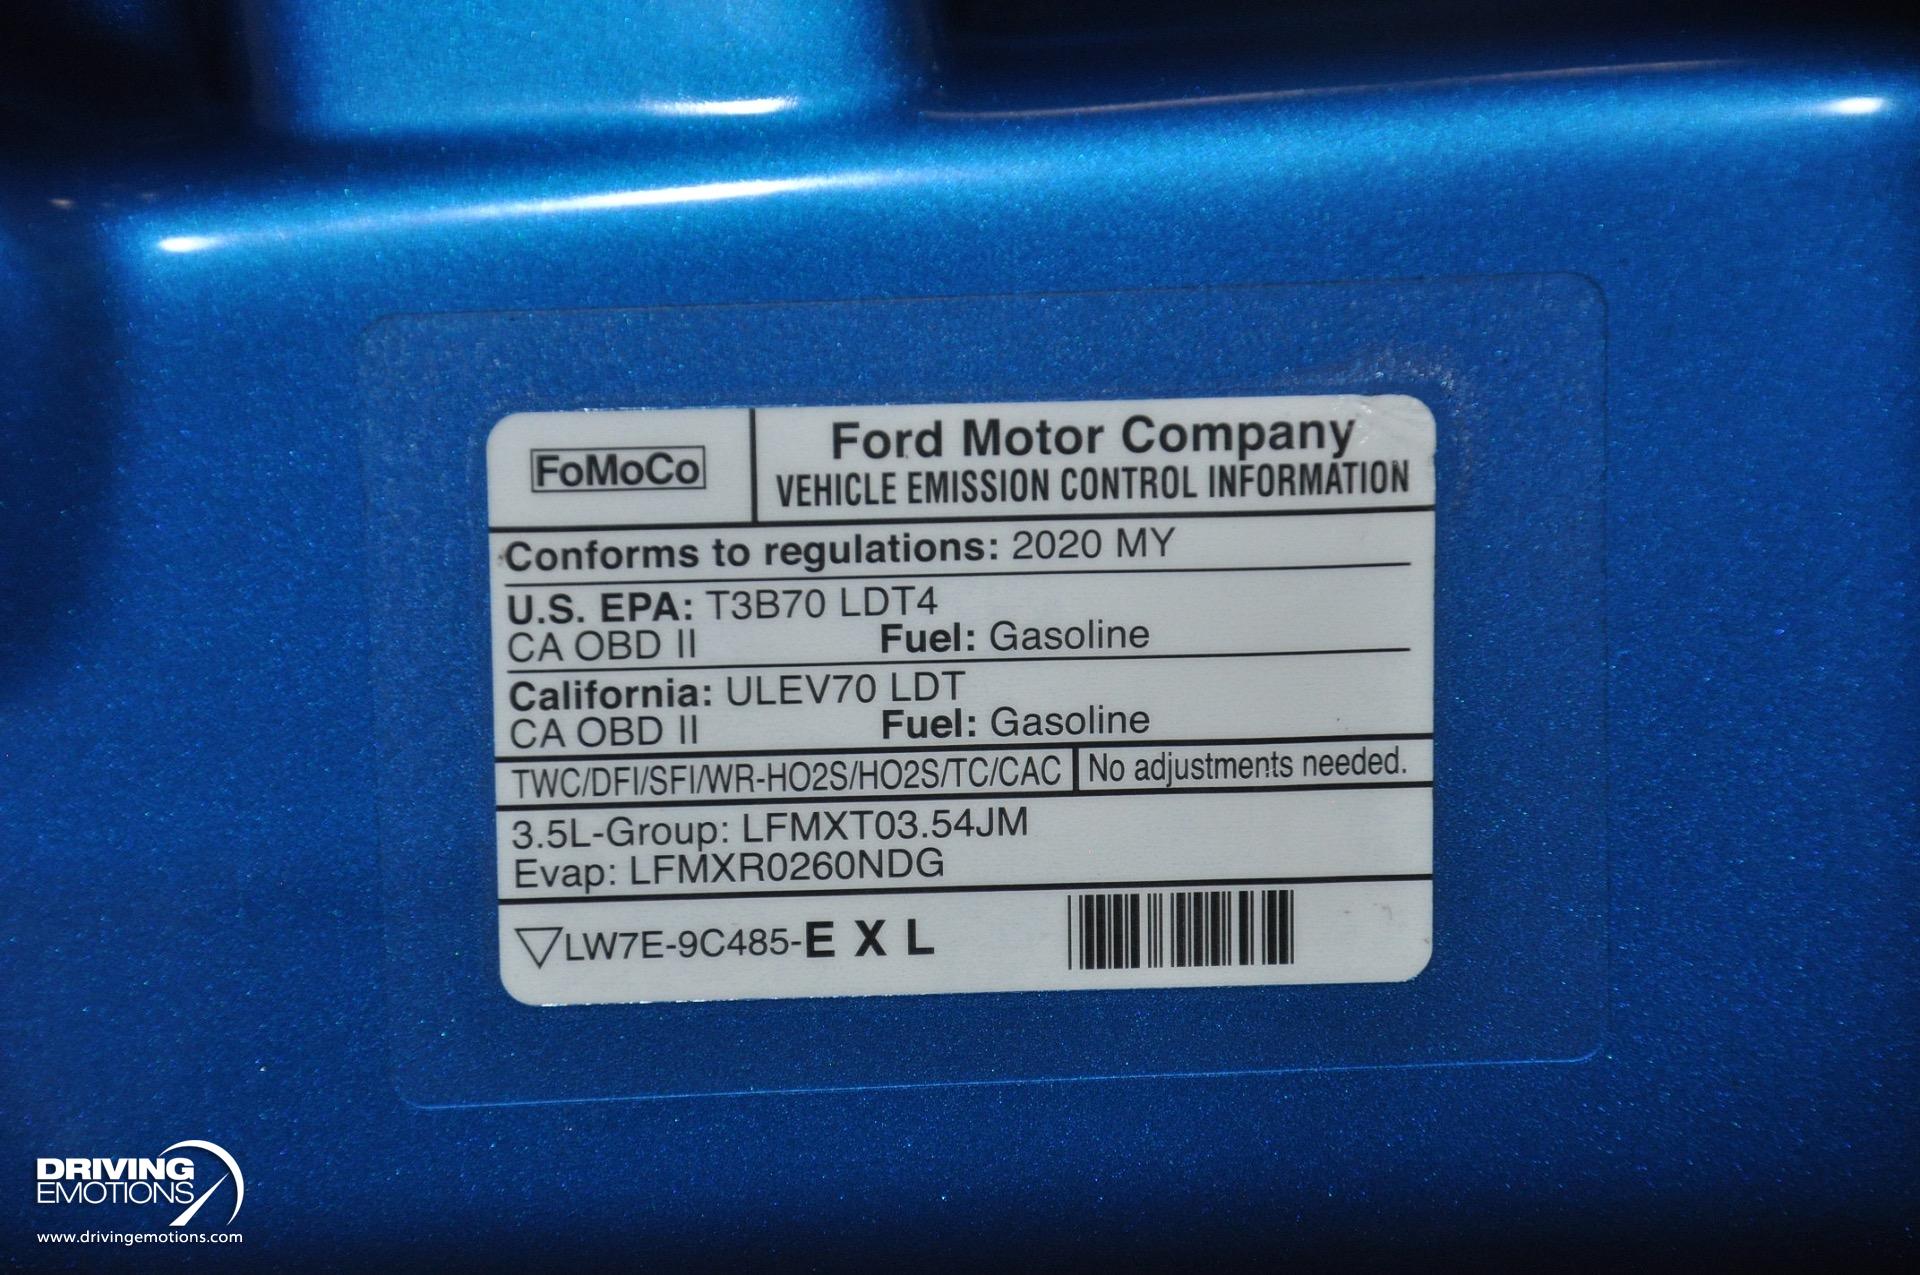 FoMoCo
Ford Motor Company
VEHICLE EMISSION CONTROL INFORMATION
Conforms to regulations: 2020 MY
U.S. EPA: T3B70 LDT4
CA OBD II Fuel: Gasoline
California: ULEV70 LDT
CA OBD II Fuel: Gasoline
TWC/DFI/SFI/WR-HO2S/HO2S/TC/CAC No adjustments needed.
3.5L-Group: LFMXT03.54JM
Evap: LFMXR0260NDG
▽LW7E-9C485-E X L
DRIVING
EMOTIONS
www.drivingemotions.com